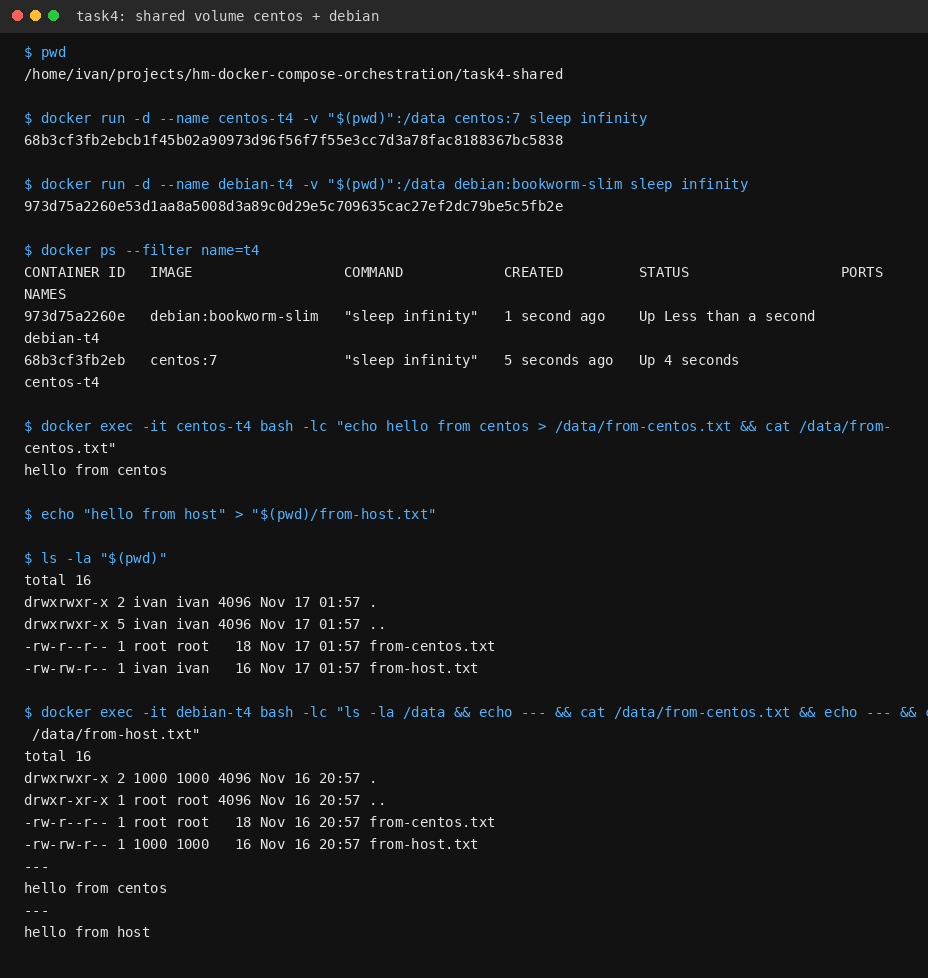 task4: shared volume centos + debian
$ pwd
/home/ivan/projects/hm-docker-compose-orchestration/task4-shared
$ docker run -d --name centos-t4 -v "$(pwd)":/data centos:7 sleep infinity
68b3cf3fb2ebcb1f45b02a90973d96f56f7f55e3cc7d3a78fac8188367bc5838
$ docker run -d --name debian-t4 -v "$(pwd)":/data debian:bookworm-slim sleep infinity
973d75a2260e53d1aa8a5008d3a89c0d29e5c709635cac27ef2dc79be5c5fb2e
$ docker ps --filter name=t4
CONTAINER ID   IMAGE                  COMMAND            CREATED         STATUS                  PORTS
NAMES
973d75a2260e   debian:bookworm-slim   "sleep infinity"   1 second ago    Up Less than a second
debian-t4
68b3cf3fb2eb   centos:7               "sleep infinity"   5 seconds ago   Up 4 seconds
centos-t4
$ docker exec -it centos-t4 bash -lc "echo hello from centos > /data/from-centos.txt && cat /data/from-
centos.txt"
hello from centos
$ echo "hello from host" > "$(pwd)/from-host.txt"
$ ls -la "$(pwd)"
total 16
drwxrwxr-x 2 ivan ivan 4096 Nov 17 01:57 .
drwxrwxr-x 5 ivan ivan 4096 Nov 17 01:57 ..
-rw-r--r-- 1 root root   18 Nov 17 01:57 from-centos.txt
-rw-rw-r-- 1 ivan ivan   16 Nov 17 01:57 from-host.txt
$ docker exec -it debian-t4 bash -lc "ls -la /data && echo --- && cat /data/from-centos.txt && echo --- &&
 /data/from-host.txt"
total 16
drwxrwxr-x 2 1000 1000 4096 Nov 16 20:57 .
drwxr-xr-x 1 root root 4096 Nov 16 20:57 ..
-rw-r--r-- 1 root root   18 Nov 16 20:57 from-centos.txt
-rw-rw-r-- 1 1000 1000   16 Nov 16 20:57 from-host.txt
---
hello from centos
---
hello from host